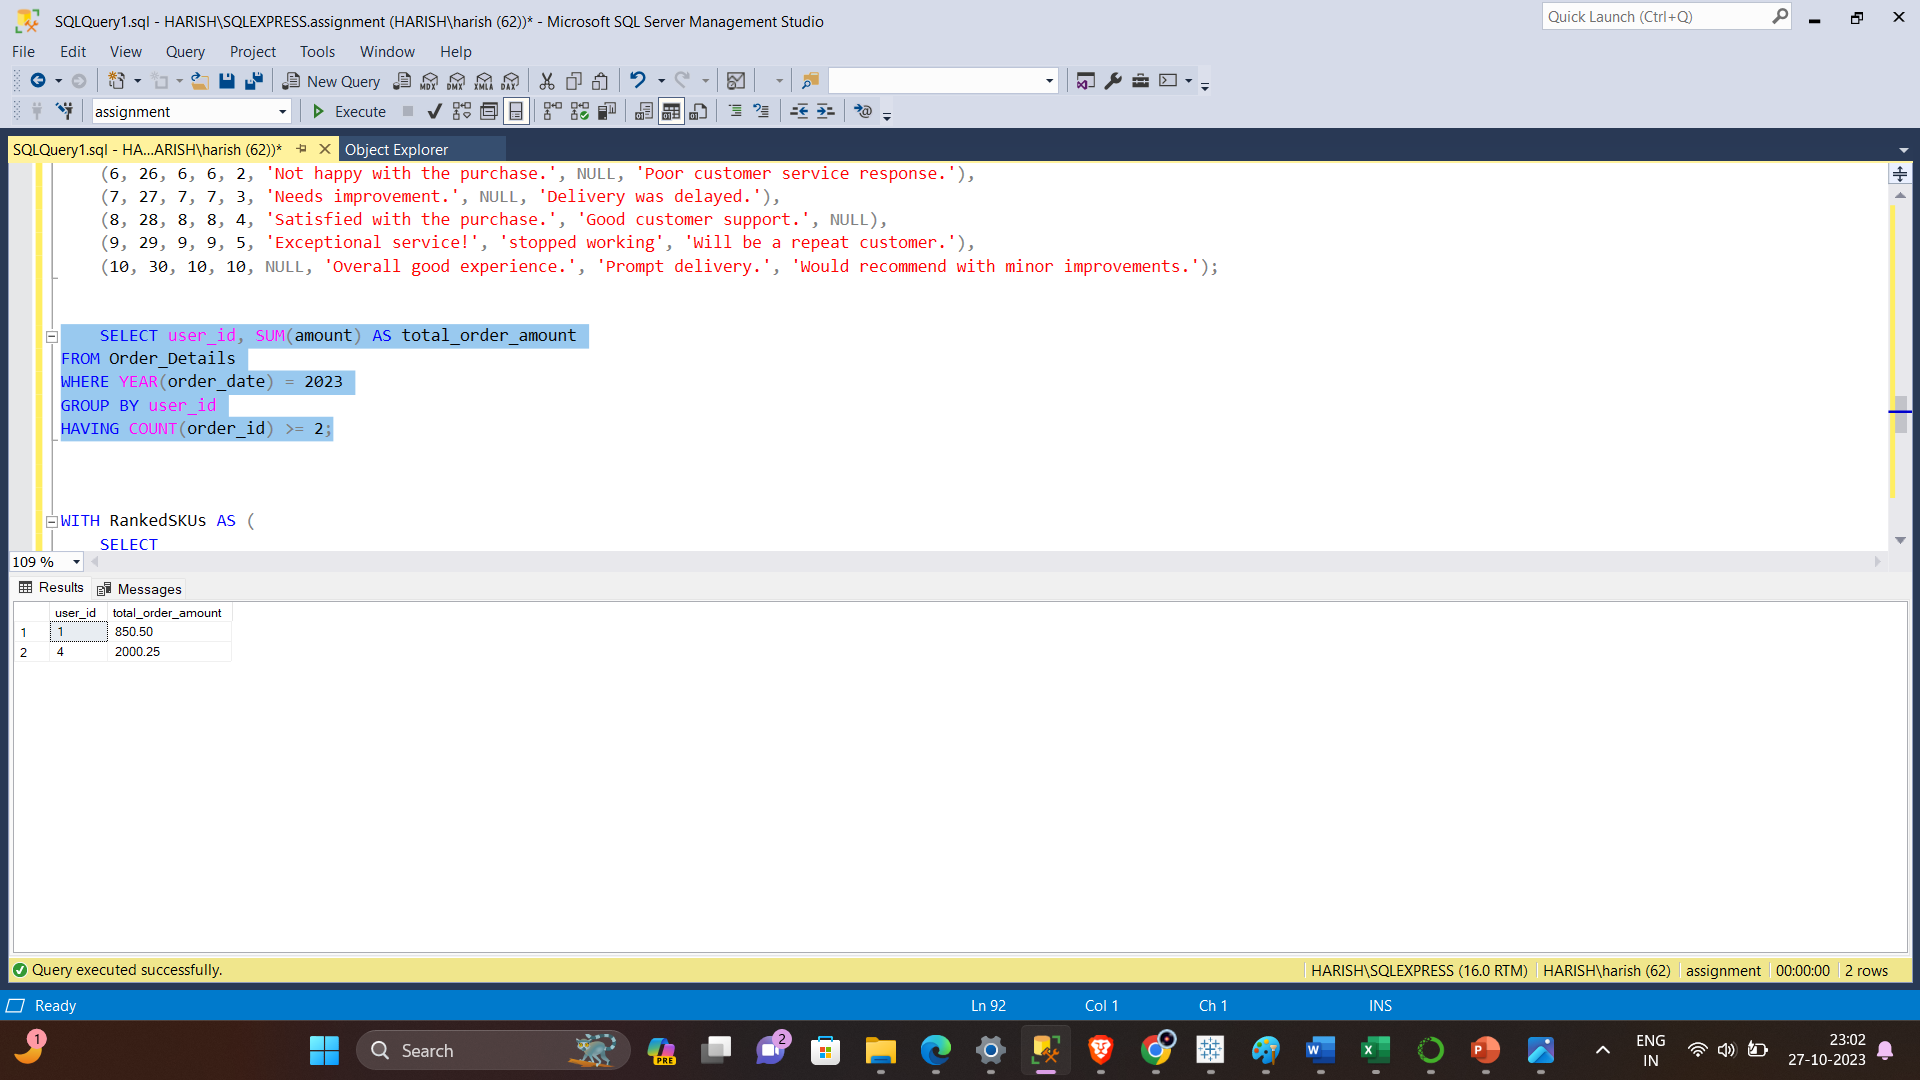 SQLQuery1.sql - HARISH\SQLEXPRESS.assignment (HARISH\harish (62))* - Microsoft SQL Server Management Studio
Quick Launch (Ctrl+Q)
File Edit View Query Project Tools Window Help
New Query
MDX DMX XMLA DAX
assignment
Execute
SQLQuery1.sql - HA...ARISH\harish (62))*
Object Explorer
(6, 26, 6, 6, 2, 'Not happy with the purchase.', NULL, 'Poor customer service response.'),
(7, 27, 7, 7, 3, 'Needs improvement.', NULL, 'Delivery was delayed.'),
(8, 28, 8, 8, 4, 'Satisfied with the purchase.', 'Good customer support.', NULL),
(9, 29, 9, 9, 5, 'Exceptional service!', 'stopped working', 'Will be a repeat customer.'),
(10, 30, 10, 10, NULL, 'Overall good experience.', 'Prompt delivery.', 'Would recommend with minor improvements.');
SELECT user_id, SUM(amount) AS total_order_amount
FROM Order_Details
WHERE YEAR(order_date) = 2023
GROUP BY user_id
HAVING COUNT(order_id) >= 2;
WITH RankedSKUs AS (
SELECT
109 %
Results Messages
user_id total_order_amount
1 1 850.50
2 4 2000.25
Query executed successfully.
HARISH\SQLEXPRESS (16.0 RTM) HARISH\harish (62) assignment 00:00:00 2 rows
Ready
Ln 92 Col 1 Ch 1 INS
1
Search
PRE
2
ENG
IN
23:02
27-10-2023